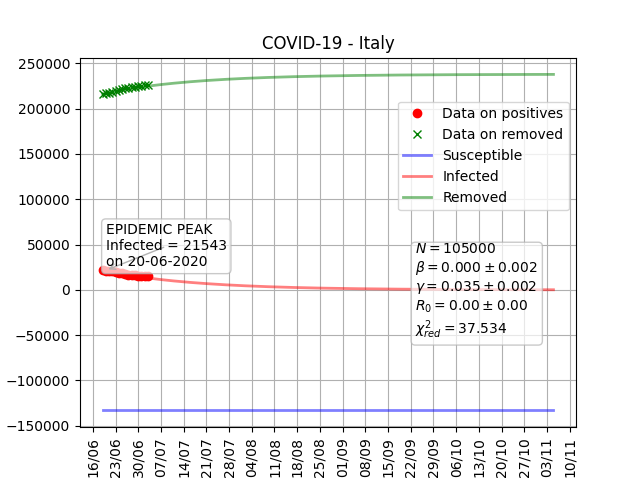 COVID-19 - Italy
250000
200000
150000
100000
50000
0
−50000
−100000
−150000
Data on positives
Data on removed
Susceptible
Infected
Removed
EPIDEMIC PEAK
Infected = 21543
on 20-06-2020
N = 105000
β = 0.000 ± 0.002
γ = 0.035 ± 0.002
R₀ = 0.00 ± 0.00
χ²_red = 37.534
16/06
23/06
30/06
07/07
14/07
21/07
28/07
04/08
11/08
18/08
25/08
01/09
08/09
15/09
22/09
29/09
06/10
13/10
20/10
27/10
03/11
10/11